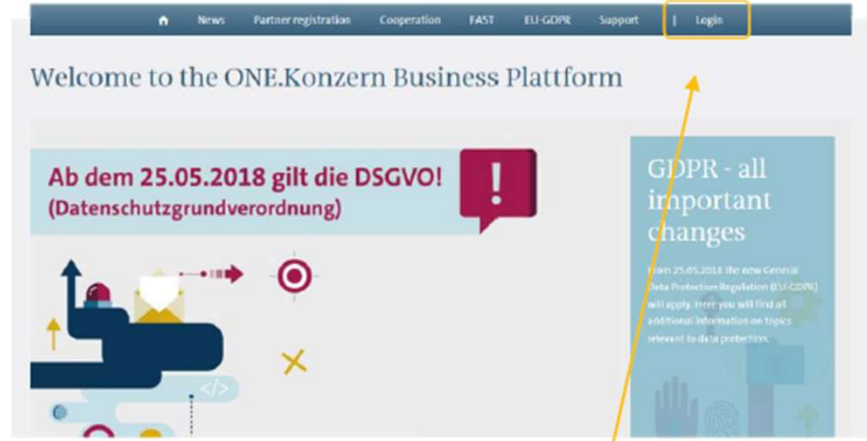 News Partner registration Cooperation FAST EU-GDPR Support | Login
Welcome to the ONE.Konzern Business Plattform
Ab dem 25.05.2018 gilt die DSGVO!
(Datenschutzgrundverordnung)
!
GDPR - all
important
changes
From 25.05.2018 the new General
Data Protection Regulation (EU-GDPR)
will apply. Here you will find all
additional information on topics
relevant to data protection.
</>